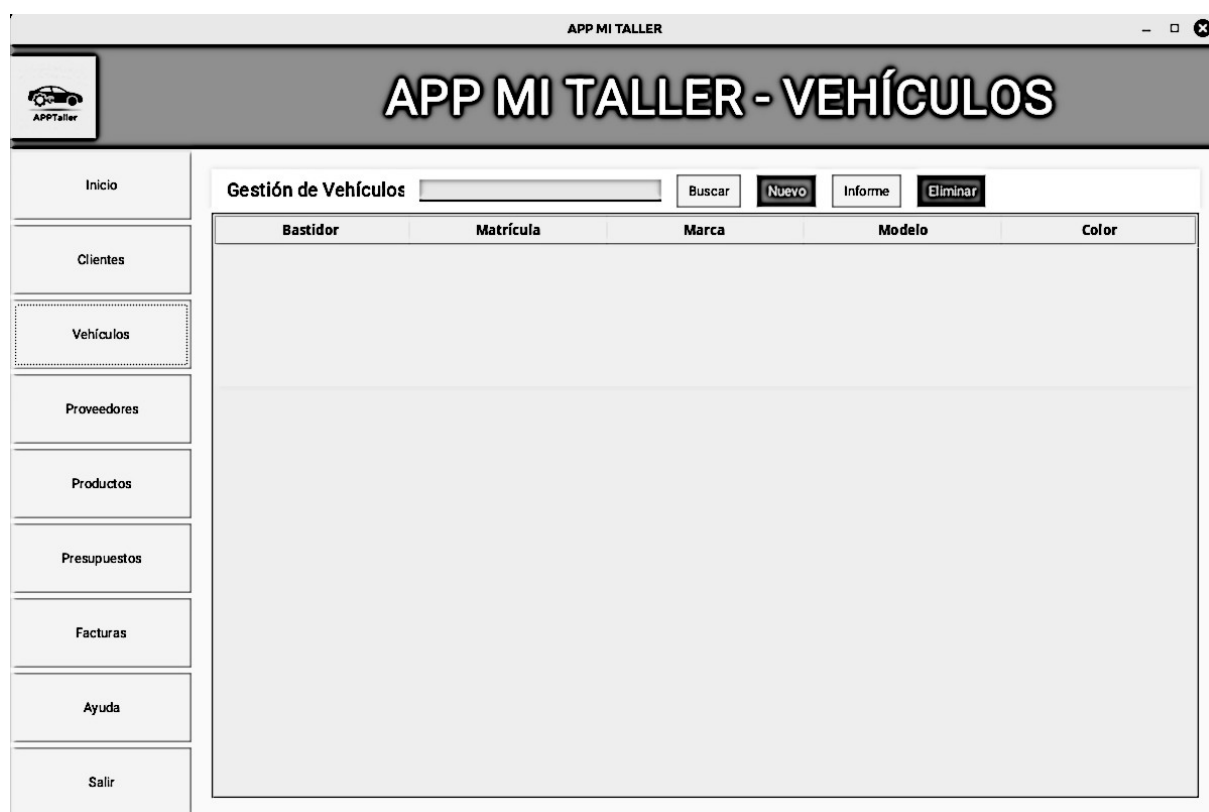 APP MI TALLER
APPTaller
APP MI TALLER - VEHÍCULOS
Inicio
Clientes
Vehículos
Proveedores
Productos
Presupuestos
Facturas
Ayuda
Salir
Gestión de Vehículos Buscar Nuevo Informe Eliminar
Bastidor Matrícula Marca Modelo Color